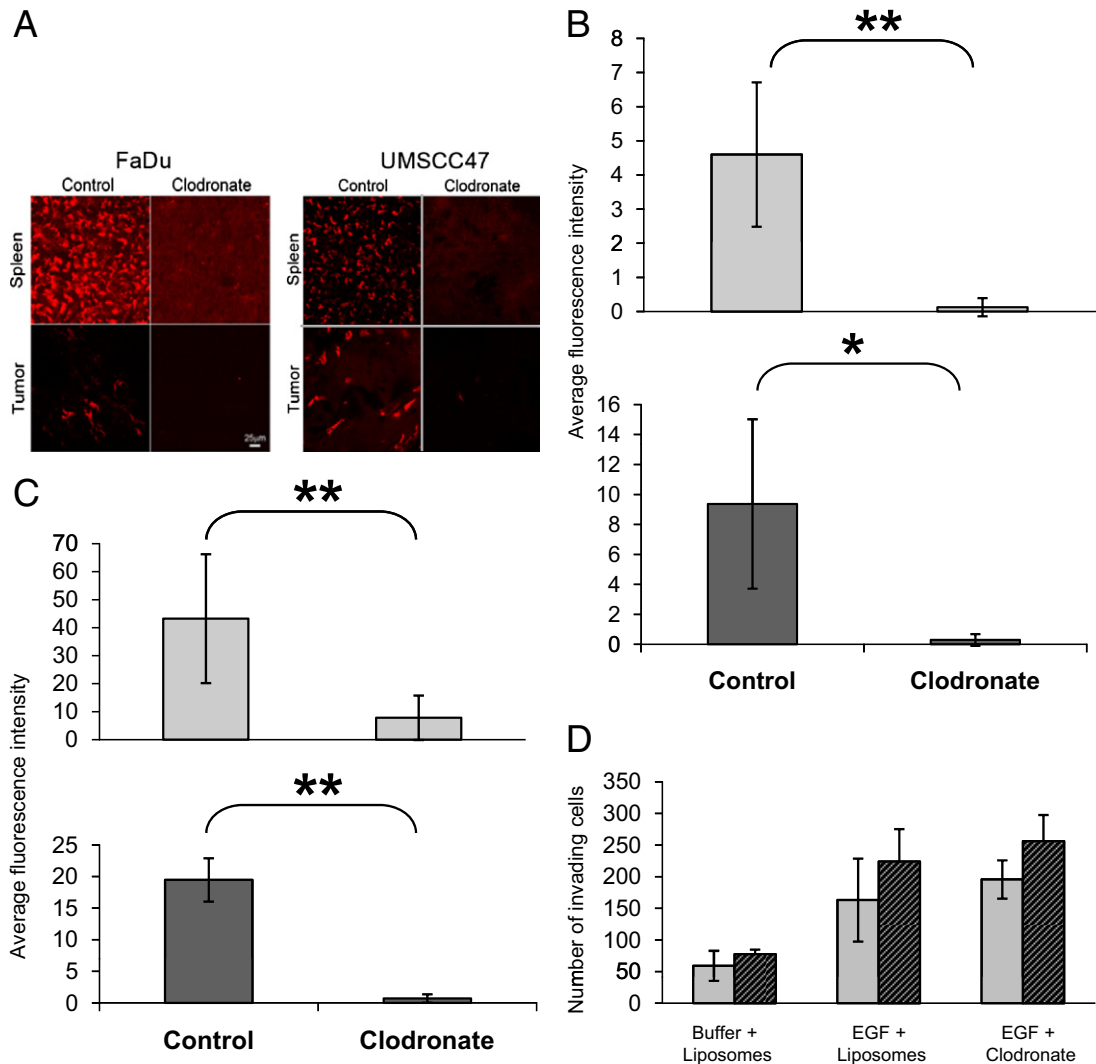 A
FaDu
UMSCC47
Control Clodronate
Control Clodronate
Spleen
Tumor
Spleen
Tumor
25μm
B
**
Average fluorescence intensity
8
7
6
5
4
3
2
1
0
*
16
14
12
10
8
6
4
2
0
Control Clodronate
C
**
Average fluorescence intensity
70
60
50
40
30
20
10
0
**
25
20
15
10
5
0
Control Clodronate
D
Number of invading cells
350
300
250
200
150
100
50
0
Buffer +
Liposomes
EGF +
Liposomes
EGF +
Clodronate